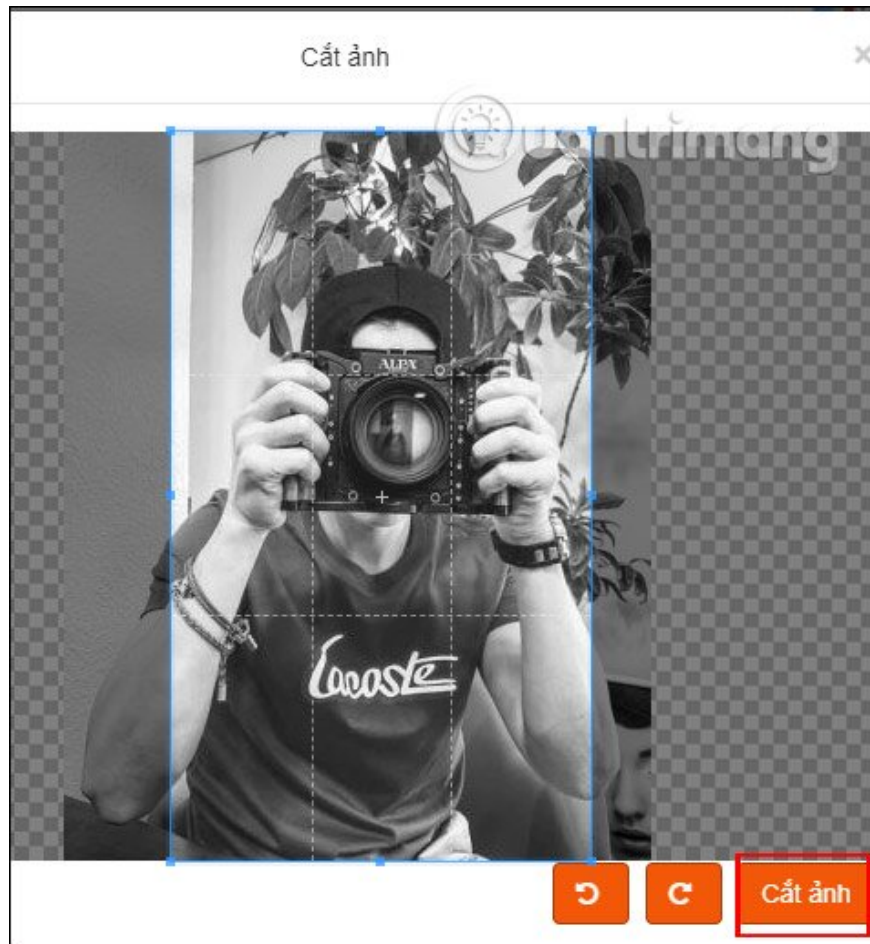 Cắt ảnh
×
Quantrimang
ALPA
Lacoste
Cắt ảnh